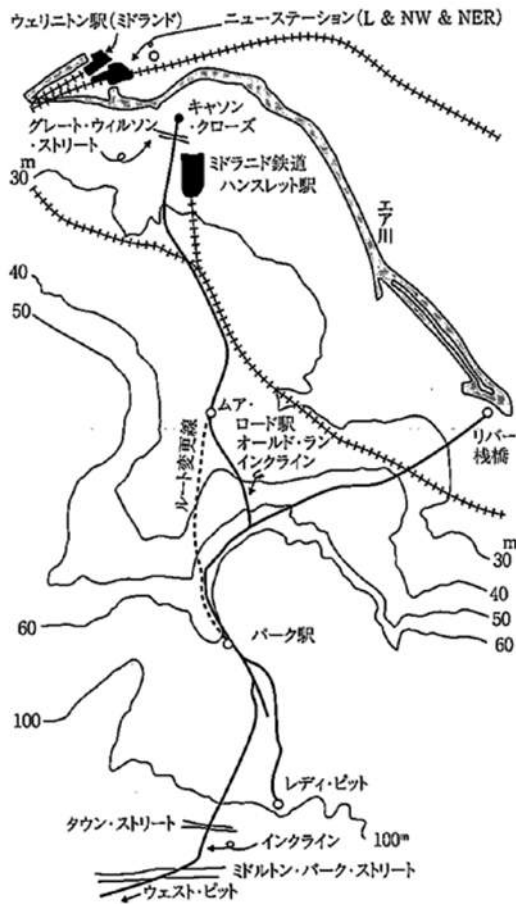 ウェリニトン駅(ミドランド)
ニュー・ステーション(L & NW & NER)
キャソン
・クローズ
グレート・ウィルソン
・ストリート
ミドラニド鉄道
ハンスレット駅
m
30
エア川
40
50
ムア・
ロード駅
オールド・ラン
インクライン
ルート変更線
リバー
桟橋
m
30
40
50
60
60
パーク駅
100
レディ・ピット
タウン・ストリート
100m
インクライン
ミドルトン・パーク・ストリート
ウェスト・ピット